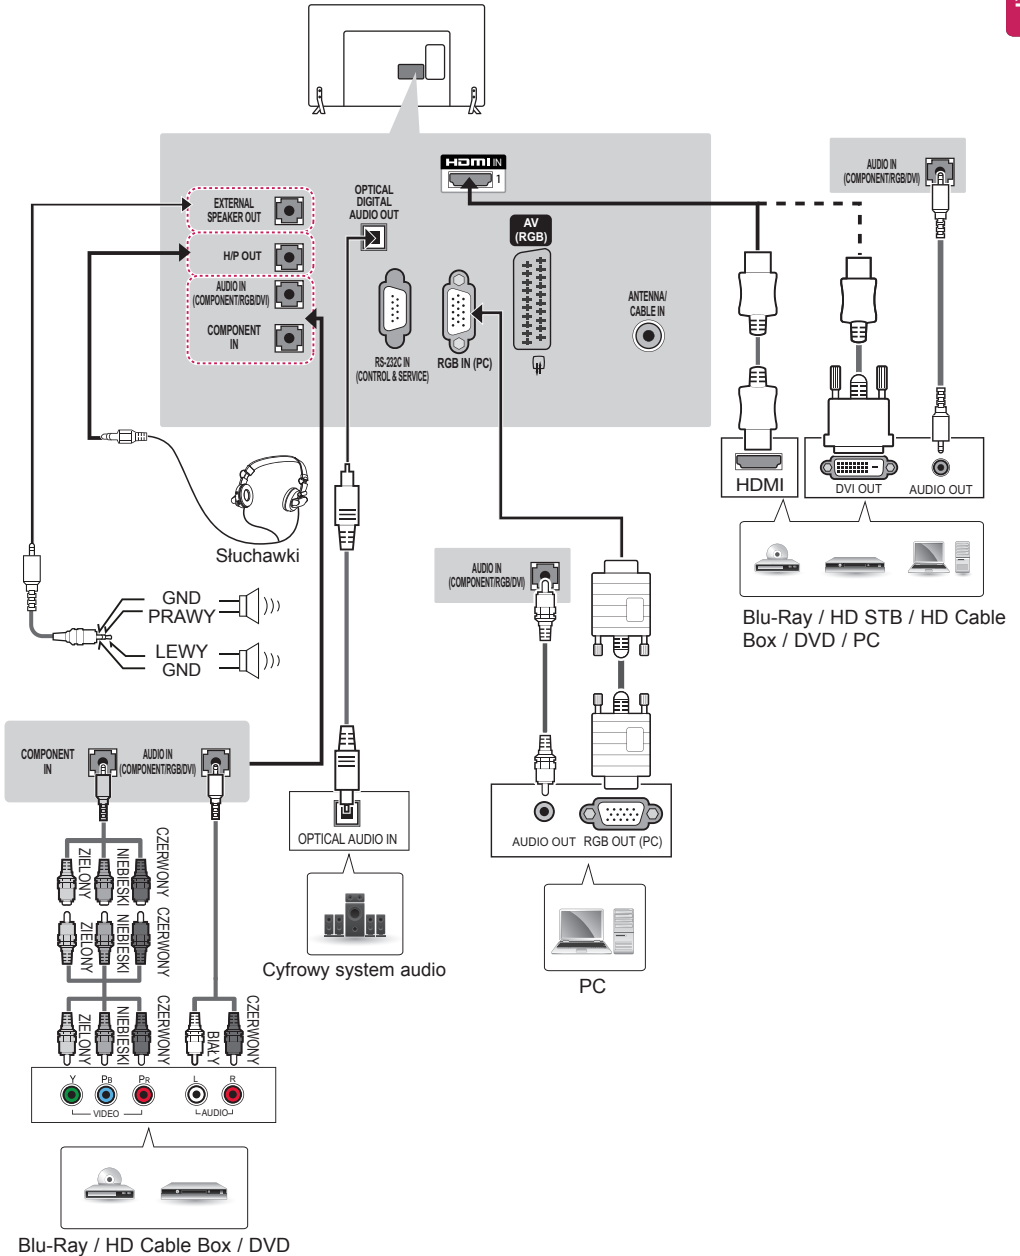 HDMI IN
1
EXTERNAL
SPEAKER OUT
H/P OUT
AUDIO IN
(COMPONENT/RGB/DVI)
COMPONENT
IN
OPTICAL
DIGITAL
AUDIO OUT
RS-232C IN
(CONTROL & SERVICE)
RGB IN (PC)
AV
(RGB)
ANTENNA/
CABLE IN
AUDIO IN
(COMPONENT/RGB/DVI)
HDMI
DVI OUT
AUDIO OUT
Blu-Ray / HD STB / HD Cable
Box / DVD / PC
Słuchawki
GND
PRAWY
LEWY
GND
AUDIO IN
(COMPONENT/RGB/DVI)
AUDIO OUT
RGB OUT (PC)
PC
OPTICAL AUDIO IN
Cyfrowy system audio
COMPONENT
IN
AUDIO IN
(COMPONENT/RGB/DVI)
ZIELONY
NIEBIESKI
CZERWONY
ZIELONY
NIEBIESKI
CZERWONY
ZIELONY
NIEBIESKI
CZERWONY
BIAŁY
CZERWONY
Y
PB
PR
L
R
VIDEO
AUDIO
Blu-Ray / HD Cable Box / DVD